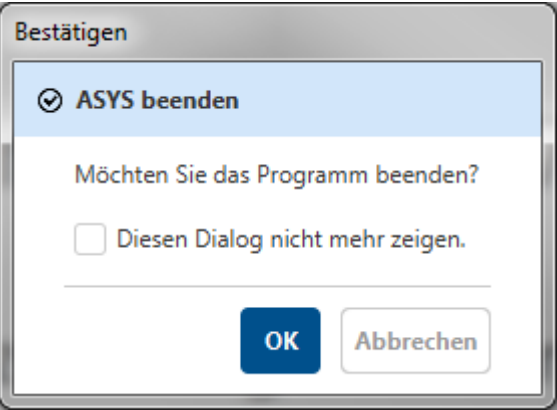 Bestätigen
ASYS beenden
Möchten Sie das Programm beenden?
Diesen Dialog nicht mehr zeigen.
OK
Abbrechen